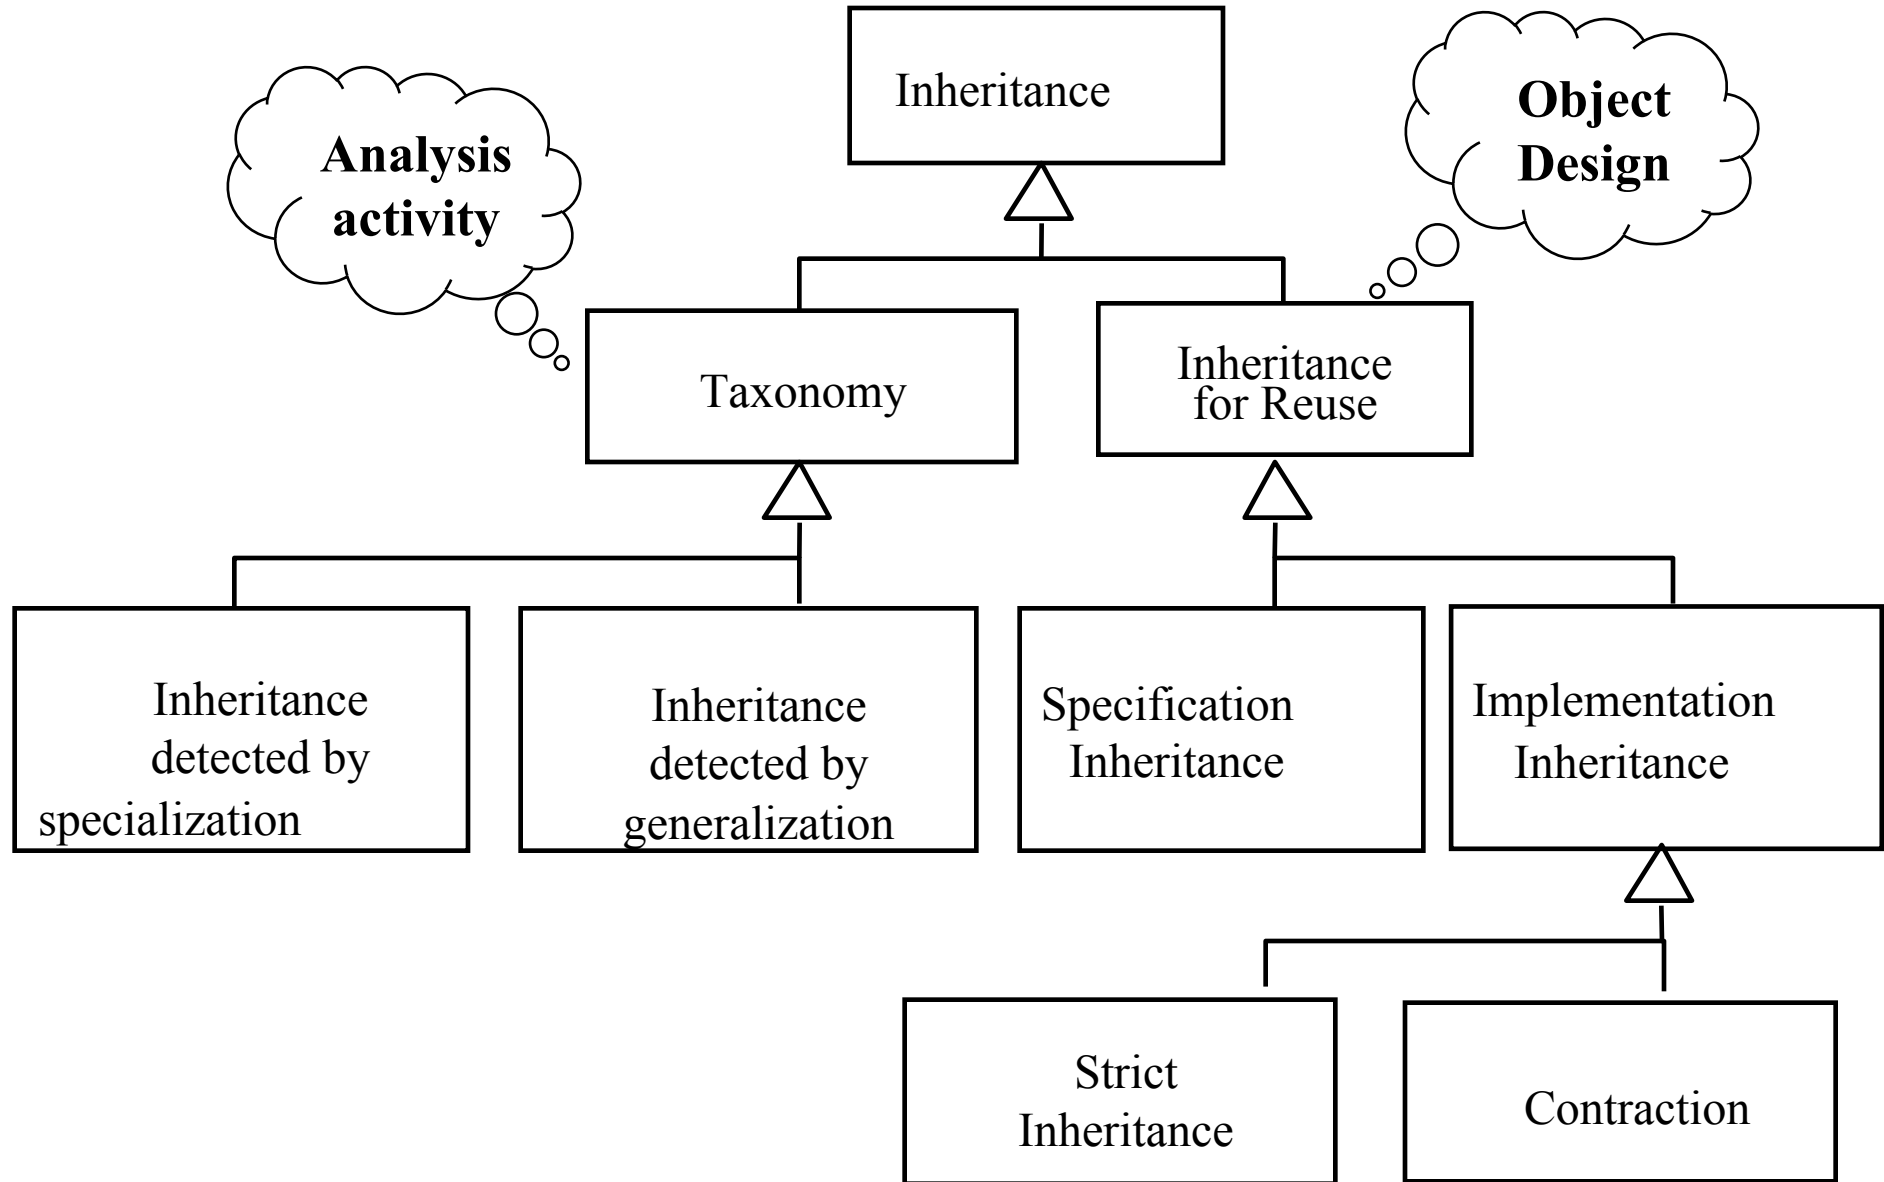 Inheritance
Object
Design
Analysis
activity
Taxonomy
Inheritance
for Reuse
Inheritance
detected by
specialization
Inheritance
detected by
generalization
Specification
Inheritance
Implementation
Inheritance
Strict
Inheritance
Contraction